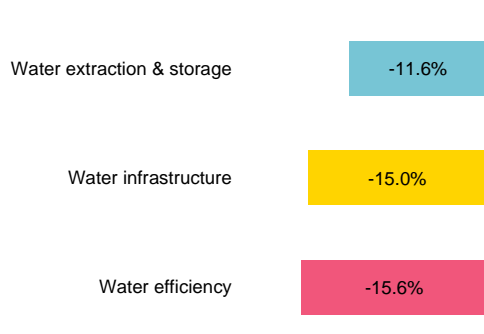 Water extraction & storage -11.6%
Water infrastructure -15.0%
Water efficiency -15.6%